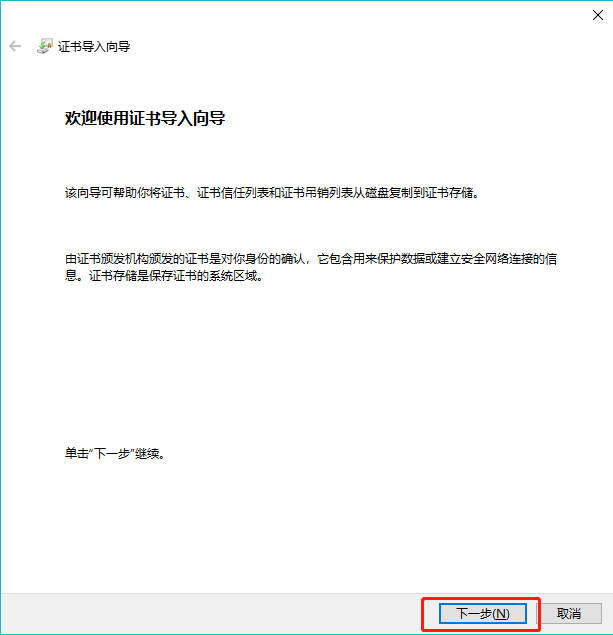 证书导入向导
欢迎使用证书导入向导
该向导可帮助你将证书、证书信任列表和证书吊销列表从磁盘复制到证书存储。
由证书颁发机构颁发的证书是对你身份的确认，它包含用来保护数据或建立安全网络连接的信
息。证书存储是保存证书的系统区域。
单击"下一步"继续。
下一步(N)
取消